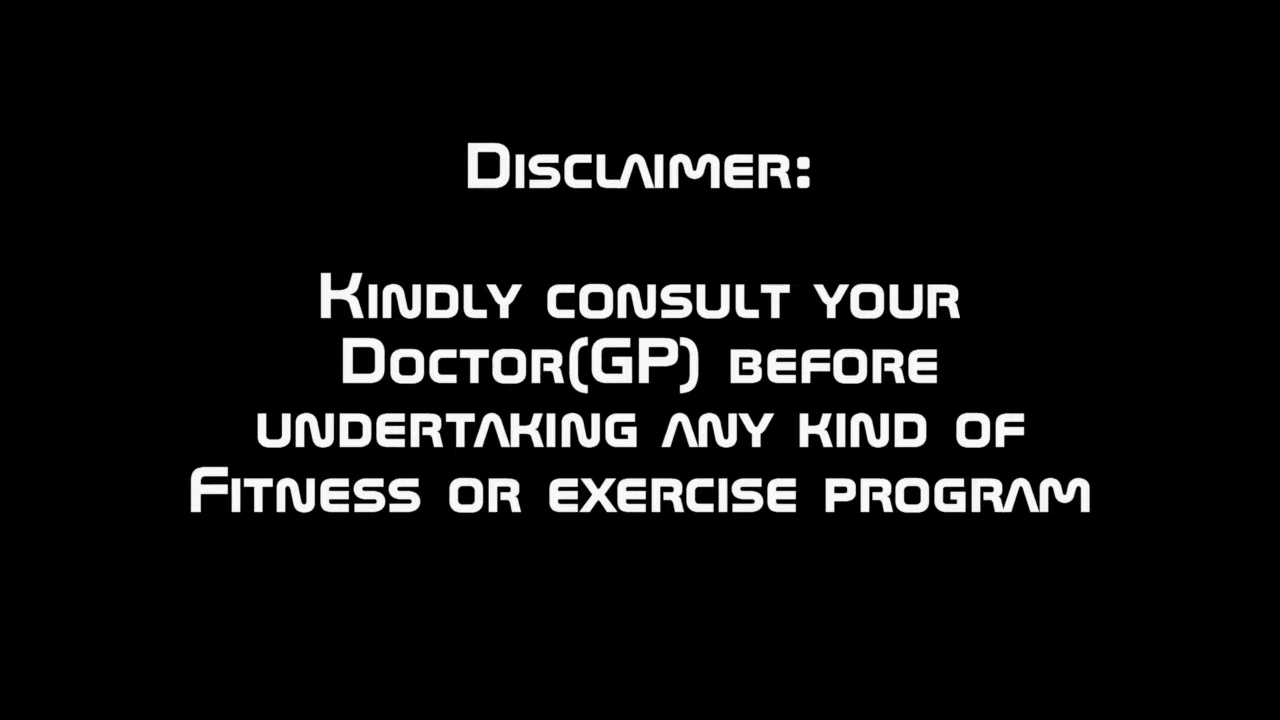 Disclaimer:
Kindly consult your
Doctor(GP) before
undertaking any kind of
Fitness or exercise program